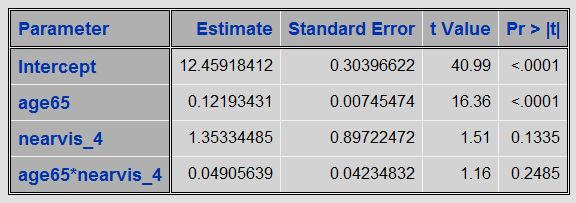 Parameter Estimate Standard Error t Value Pr > |t|
Intercept 12.45918412 0.30396622 40.99 <.0001
age65 0.12193431 0.00745474 16.36 <.0001
nearvis_4 1.35334485 0.89722472 1.51 0.1335
age65*nearvis_4 0.04905639 0.04234832 1.16 0.2485